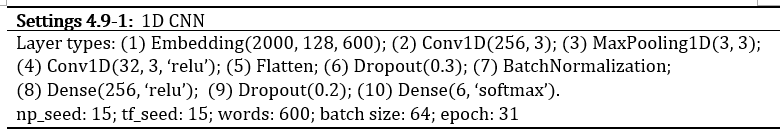 Settings 4.9-1: 1D CNN
Layer types: (1) Embedding(2000, 128, 600); (2) Conv1D(256, 3); (3) MaxPooling1D(3, 3);
(4) Conv1D(32, 3, ‘relu’); (5) Flatten; (6) Dropout(0.3); (7) BatchNormalization;
(8) Dense(256, ‘relu’); (9) Dropout(0.2); (10) Dense(6, ‘softmax’).
np_seed: 15; tf_seed: 15; words: 600; batch size: 64; epoch: 31